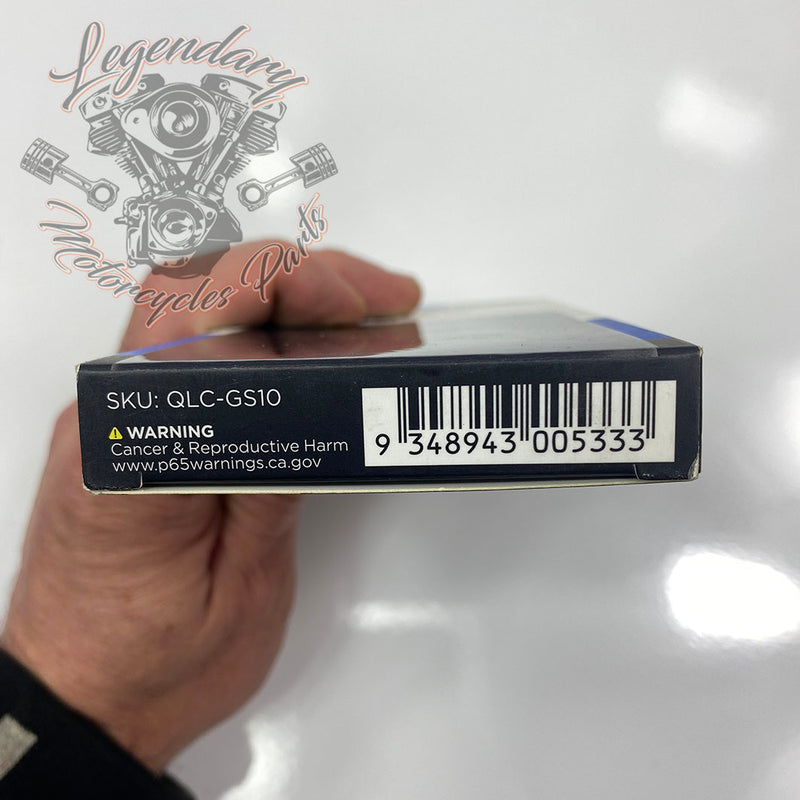 Legendary
Motorcycles Parts
SKU: QLC-GS10
WARNING
Cancer & Reproductive Harm
www.p65warnings.ca.gov
9 348943 005333